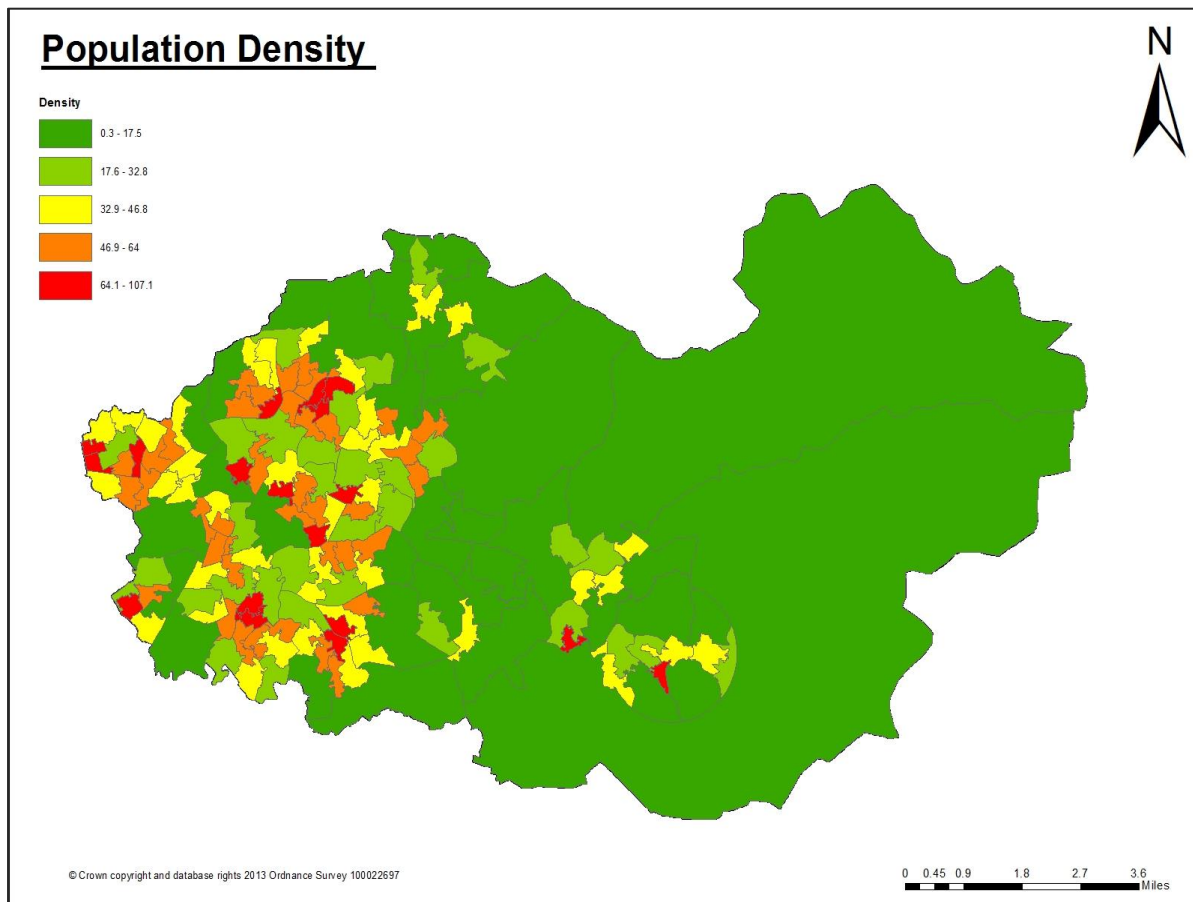 Population Density
N
Density
0.3 - 17.5
17.6 - 32.8
32.9 - 46.8
46.9 - 64
64.1 - 107.1
© Crown copyright and database rights 2013 Ordnance Survey 100022697
0 0.45 0.9 1.8 2.7 3.6
Miles